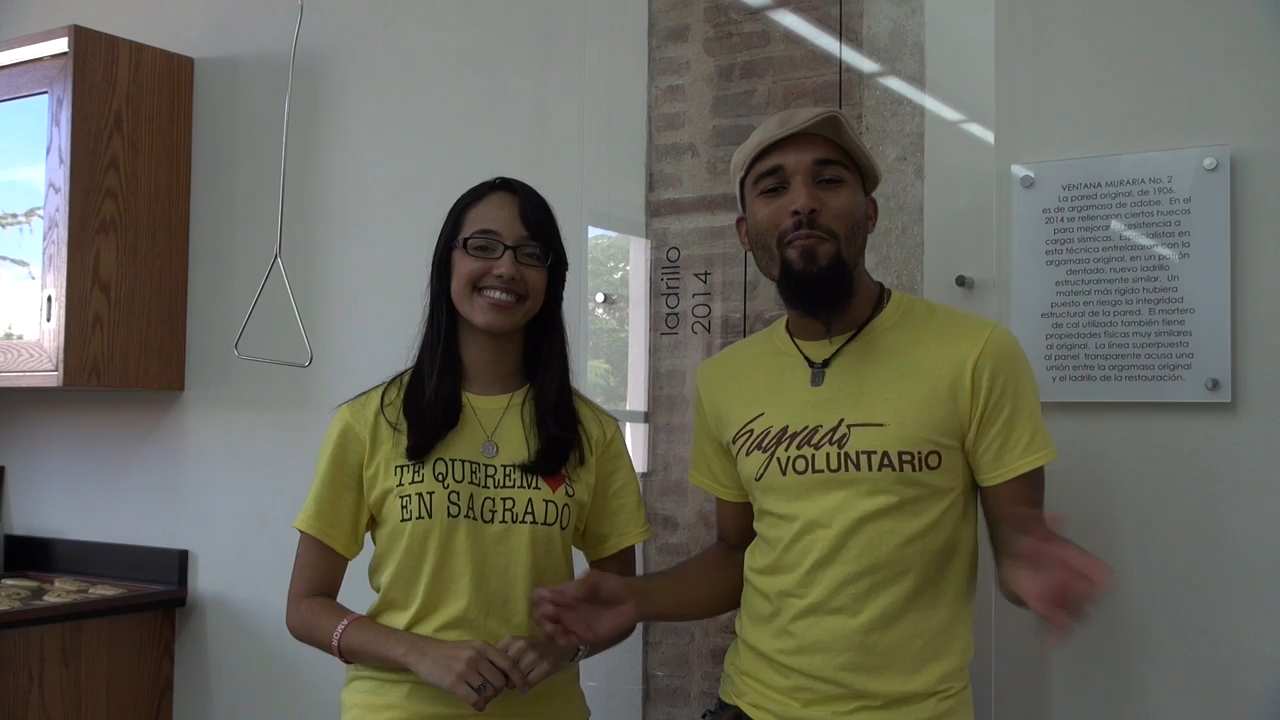 ladrillo
2014
TE QUEREM♥S
EN SAGRADO
AMOR
Sagrado
VOLUNTARiO
VENTANA MURARIA No. 2
La pared original, de 1906,
es de argamasa de adobe. En el
2014 se rellenaron ciertos huecos
para mejorar la resistencia a
cargas sísmicas. Especialistas en
esta técnica entrelazaron con la
argamasa original, en un patrón
dentado, nuevo ladrillo
estructuralmente similar. Un
material más rígido hubiera
puesto en riesgo la integridad
estructural de la pared. El mortero
de cal utilizado también tiene
propiedades físicas muy similares
al original. La línea superpuesta
al panel transparente acusa una
unión entre la argamasa original
y el ladrillo de la restauración.